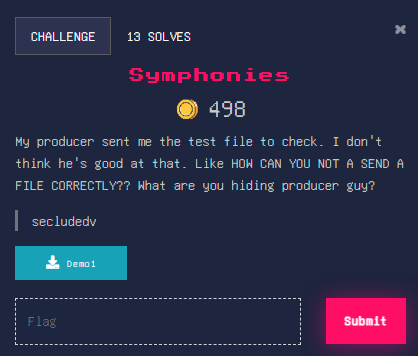 CHALLENGE 13 SOLVES ×
Symphonies
498
My producer sent me the test file to check. I don't
think he's good at that. Like HOW CAN YOU NOT A SEND A
FILE CORRECTLY?? What are you hiding producer guy?
secludedv
Demo1
Flag Submit